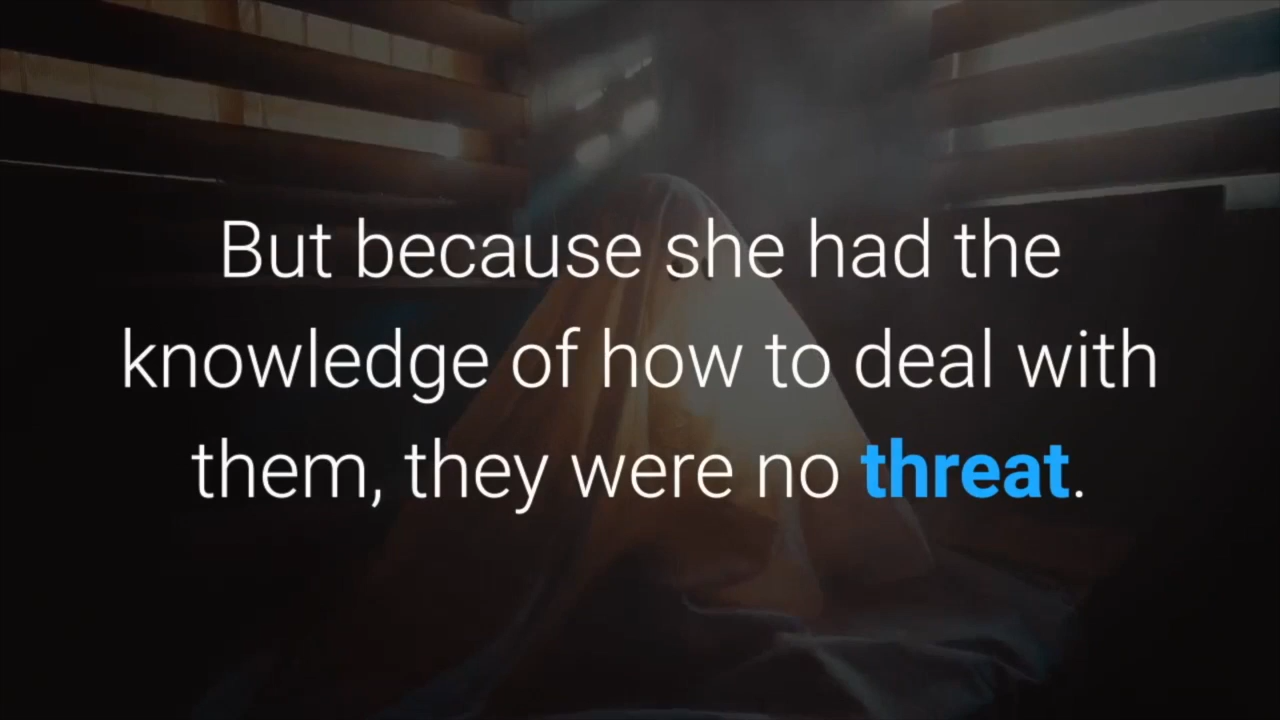 But because she had the
knowledge of how to deal with
them, they were no threat.